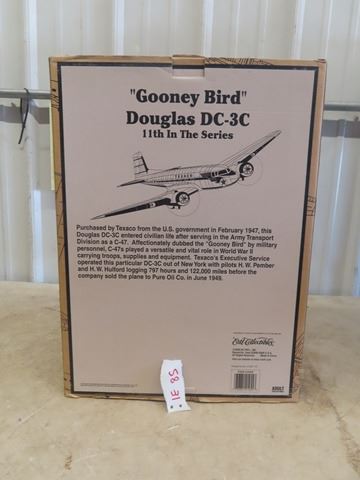 "Gooney Bird"
Douglas DC-3C
11th In The Series
TEXACO
Purchased by Texaco from the U.S. government in February 1947, this
Douglas DC-3C entered civilian life after serving in the Army Transport
Division as a C-47. Affectionately dubbed the "Gooney Bird" by military
personnel, C-47s played a versatile and vital role in World War II
carrying troops, supplies and equipment. Texaco's Executive Service
operated this particular DC-3C out of New York with pilots H. W. Pember
and H. W. Hulford logging 797 hours and 122,000 miles before the
company sold the plane to Pure Oil Co. in June 1949.
Ertl Collectibles
ADULT
58 31